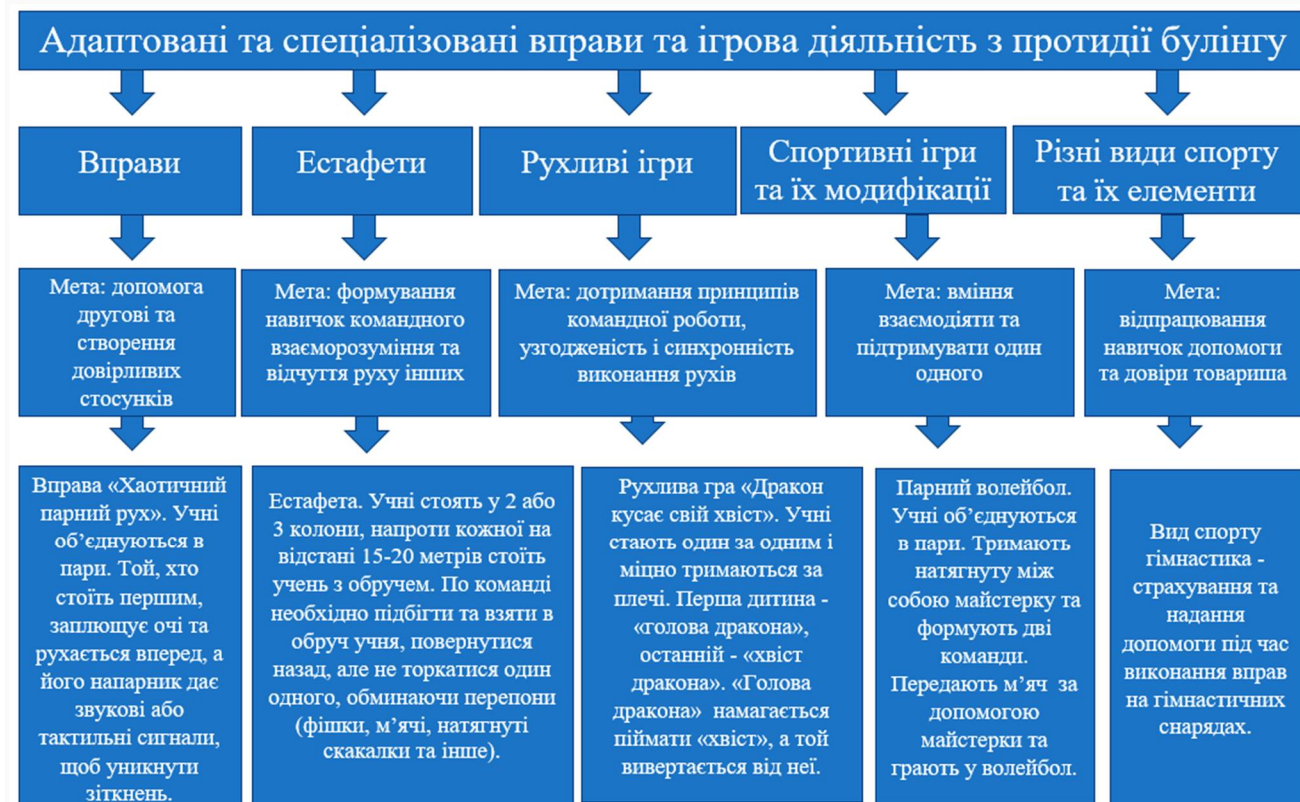 Адаптовані та спеціалізовані вправи та ігрова діяльність з протидії булінгу
Вправи
Естафети
Рухливі ігри
Спортивні ігри
та їх модифікації
Різні види спорту
та їх елементи
Мета: допомога
другові та
створення
довірливих
стосунків
Мета: формування
навичок командного
взаєморозуміння та
відчуття руху інших
Мета: дотримання принципів
командної роботи,
узгодженість і синхронність
виконання рухів
Мета: вміння
взаємодіяти та
підтримувати один
одного
Мета:
відпрацювання
навичок допомоги
та довіри товариша
Вправа «Хаотичний
парний рух». Учні
об’єднуються в
пари. Той, хто
стоїть першим,
заплющує очі та
рухається вперед, а
його напарник дає
звукові або
тактильні сигнали,
щоб уникнути
зіткнень.
Естафета. Учні стоять у 2 або
3 колони, напроти кожної на
відстані 15-20 метрів стоїть
учень з обручем. По команді
необхідно підбігти та взяти в
обруч учня, повернутися
назад, але не торкатися один
одного, обминаючи перепони
(фішки, м’ячі, натягнуті
скакалки та інше).
Рухлива гра «Дракон
кусає свій хвіст». Учні
стають один за одним і
міцно тримаються за
плечі. Перша дитина -
«голова дракона»,
останній - «хвіст
дракона». «Голова
дракона» намагається
піймати «хвіст», а той
вивертається від неї.
Парний волейбол.
Учні об’єднуються
в пари. Тримають
натягнуту між
собою майстерку та
формують дві
команди.
Передають м’яч за
допомогою
майстерки та
грають у волейбол.
Вид спорту
гімнастика -
страхування та
надання
допомоги під час
виконання вправ
на гімнастичних
снарядах.